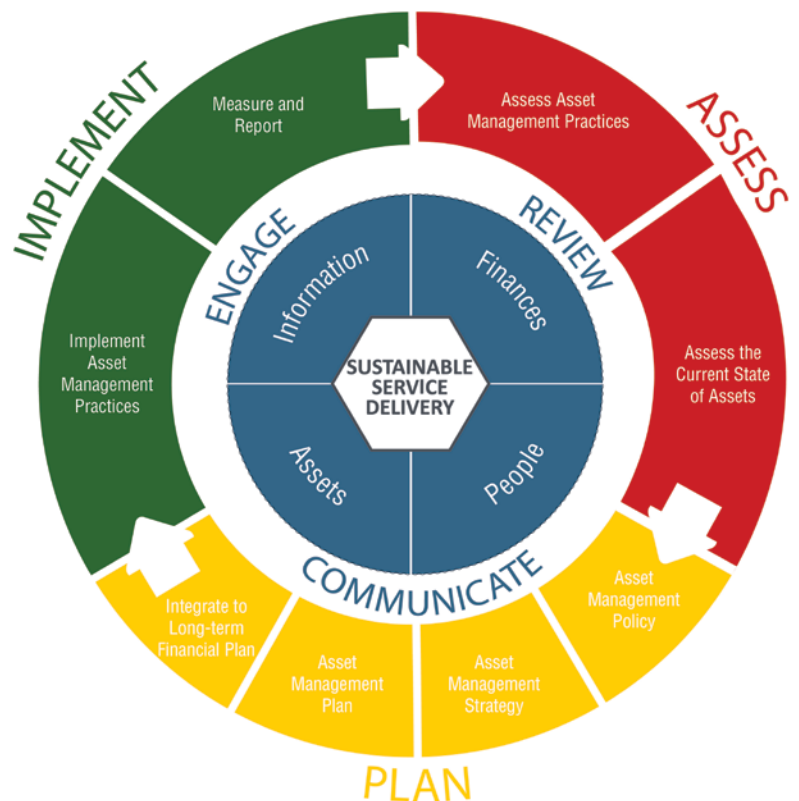 IMPLEMENT
ASSESS
PLAN
Measure and
Report
Assess Asset
Management Practices
Assess the
Current State
of Assets
Asset
Management
Policy
Asset
Management
Strategy
Asset
Management
Plan
Integrate to
Long-term
Financial Plan
Implement
Asset
Management
Practices
ENGAGE
REVIEW
COMMUNICATE
Information
Finances
People
Assets
SUSTAINABLE
SERVICE
DELIVERY